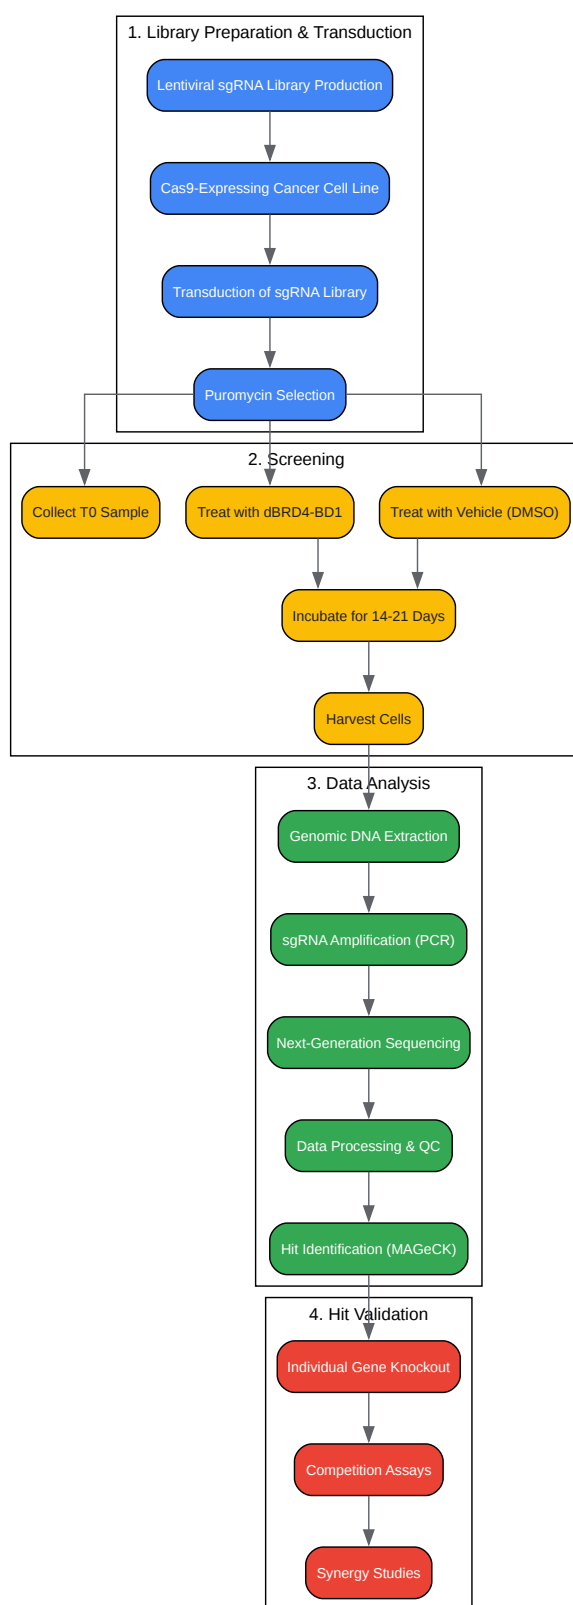 1. Library Preparation & Transduction
Lentiviral sgRNA Library Production
Cas9-Expressing Cancer Cell Line
Transduction of sgRNA Library
Puromycin Selection
2. Screening
Collect T0 Sample
Treat with dBRD4-BD1
Treat with Vehicle (DMSO)
Incubate for 14-21 Days
Harvest Cells
3. Data Analysis
Genomic DNA Extraction
sgRNA Amplification (PCR)
Next-Generation Sequencing
Data Processing & QC
Hit Identification (MAGeCK)
4. Hit Validation
Individual Gene Knockout
Competition Assays
Synergy Studies